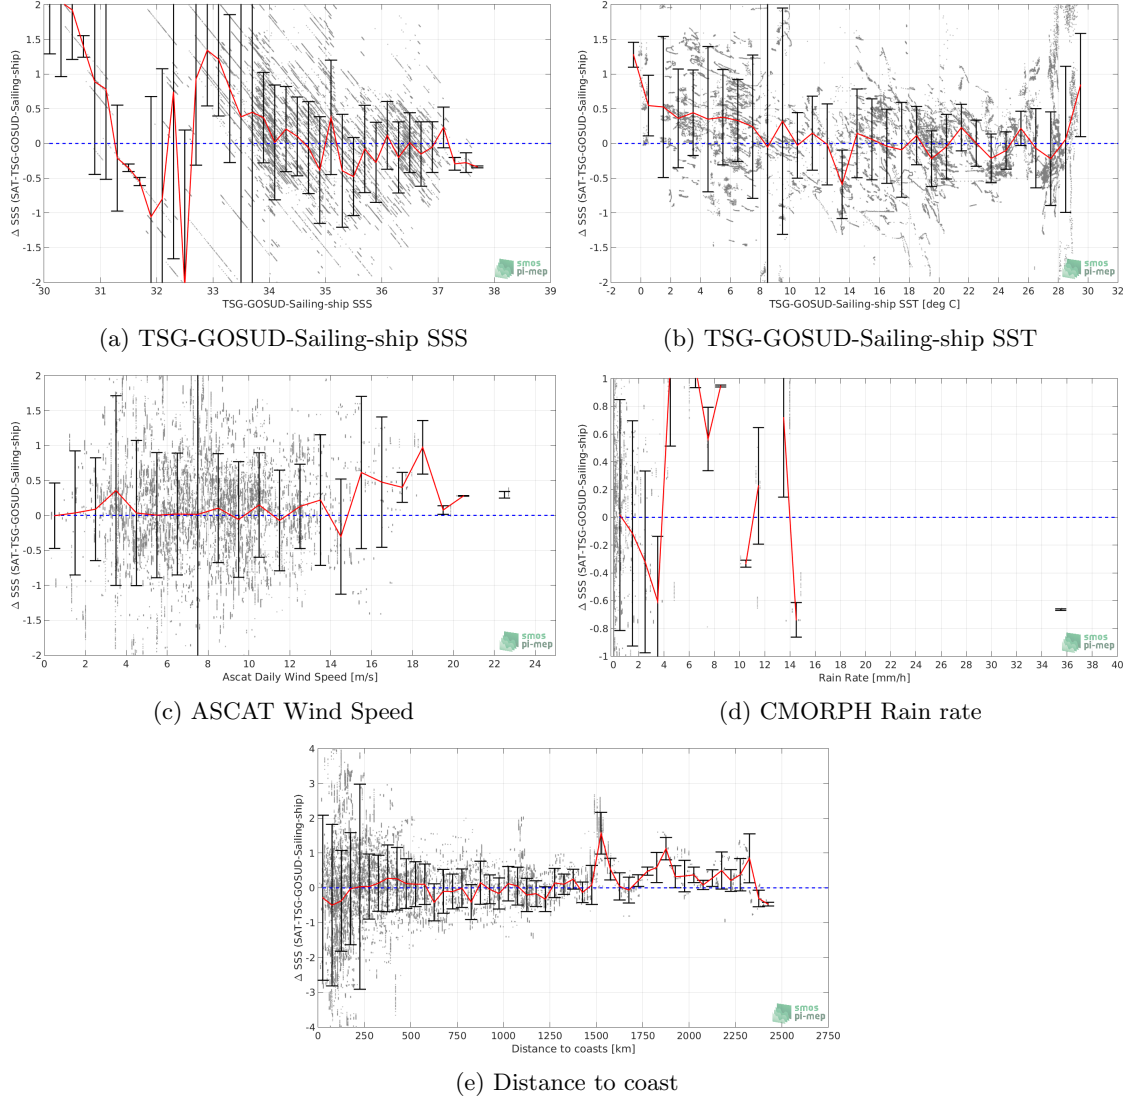 Δ SSS (SAT-TSG-GOSUD-Sailing-ship)
2
1.5
1
0.5
0
-0.5
-1
-1.5
-2
30 31 32 33 34 35 36 37 38 39
TSG-GOSUD-Sailing-ship SSS
smos
pi-mep
(a) TSG-GOSUD-Sailing-ship SSS
Δ SSS (SAT-TSG-GOSUD-Sailing-ship)
2
1.5
1
0.5
0
-0.5
-1
-1.5
-2
-2 0 2 4 6 8 10 12 14 16 18 20 22 24 26 28 30 32
TSG-GOSUD-Sailing-ship SST [deg C]
smos
pi-mep
(b) TSG-GOSUD-Sailing-ship SST
Δ SSS (SAT-TSG-GOSUD-Sailing-ship)
2
1.5
1
0.5
0
-0.5
-1
-1.5
-2
0 2 4 6 8 10 12 14 16 18 20 22 24
Ascat Daily Wind Speed [m/s]
smos
pi-mep
(c) ASCAT Wind Speed
Δ SSS (SAT-TSG-GOSUD-Sailing-ship)
1
0.8
0.6
0.4
0.2
0
-0.2
-0.4
-0.6
-0.8
-1
0 2 4 6 8 10 12 14 16 18 20 22 24 26 28 30 32 34 36 38 40
Rain Rate [mm/h]
smos
pi-mep
(d) CMORPH Rain rate
Δ SSS (SAT-TSG-GOSUD-Sailing-ship)
4
3
2
1
0
-1
-2
-3
-4
0 250 500 750 1000 1250 1500 1750 2000 2250 2500 2750
Distance to coasts [km]
smos
pi-mep
(e) Distance to coast